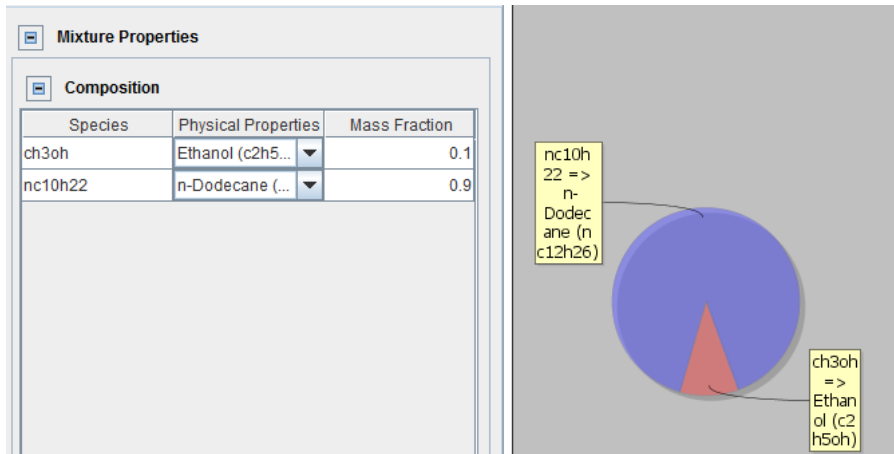 Mixture Properties
Composition
Species Physical Properties Mass Fraction
ch3oh Ethanol (c2h5... 0.1
nc10h22 n-Dodecane (... 0.9
nc10h
22 =>
n-
Dodec
ane (n
c12h26)
ch3oh
=>
Ethan
ol (c2
h5oh)